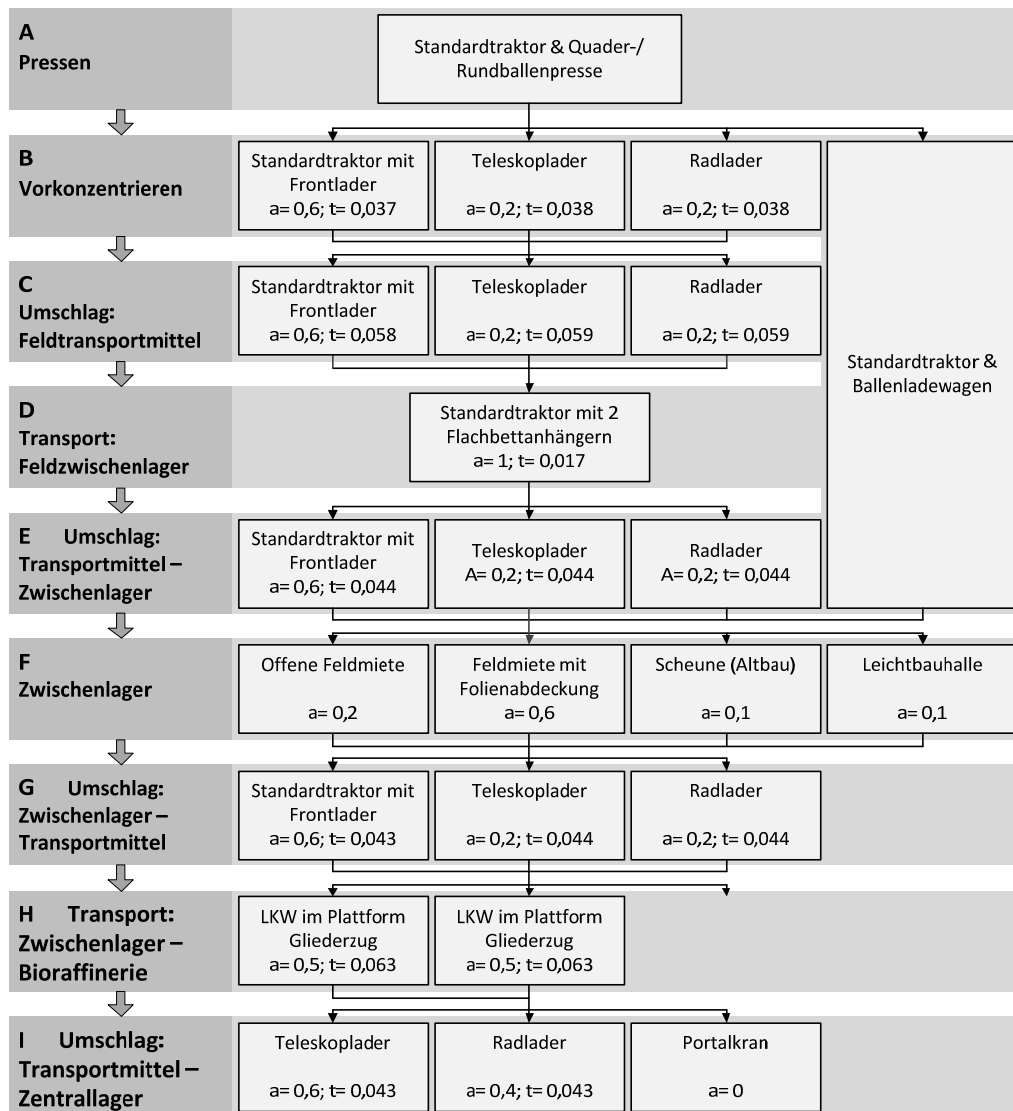 A
Pressen
Standardtraktor & Quader-/
Rundballenpresse
B
Vorkonzentrieren
Standardtraktor mit
Frontlader
a= 0,6; t= 0,037
Teleskoplader
a= 0,2; t= 0,038
Radlader
a= 0,2; t= 0,038
Standardtraktor &
Ballenladewagen
C
Umschlag:
Feldtransportmittel
Standardtraktor mit
Frontlader
a= 0,6; t= 0,058
Teleskoplader
a= 0,2; t= 0,059
Radlader
a= 0,2; t= 0,059
D
Transport:
Feldzwischenlager
Standardtraktor mit 2
Flachbettanhängern
a= 1; t= 0,017
E Umschlag:
Transportmittel –
Zwischenlager
Standardtraktor mit
Frontlader
a= 0,6; t= 0,044
Teleskoplader
A= 0,2; t= 0,044
Radlader
A= 0,2; t= 0,044
F
Zwischenlager
Offene Feldmiete
a= 0,2
Feldmiete mit
Folienabdeckung
a= 0,6
Scheune (Altbau)
a= 0,1
Leichtbauhalle
a= 0,1
G Umschlag:
Zwischenlager –
Transportmittel
Standardtraktor mit
Frontlader
a= 0,6; t= 0,043
Teleskoplader
a= 0,2; t= 0,044
Radlader
a= 0,2; t= 0,044
H Transport:
Zwischenlager –
Bioraffinerie
LKW im Plattform
Gliederzug
a= 0,5; t= 0,063
LKW im Plattform
Gliederzug
a= 0,5; t= 0,063
I Umschlag:
Transportmittel –
Zentrallager
Teleskoplader
a= 0,6; t= 0,043
Radlader
a= 0,4; t= 0,043
Portalkran
a= 0